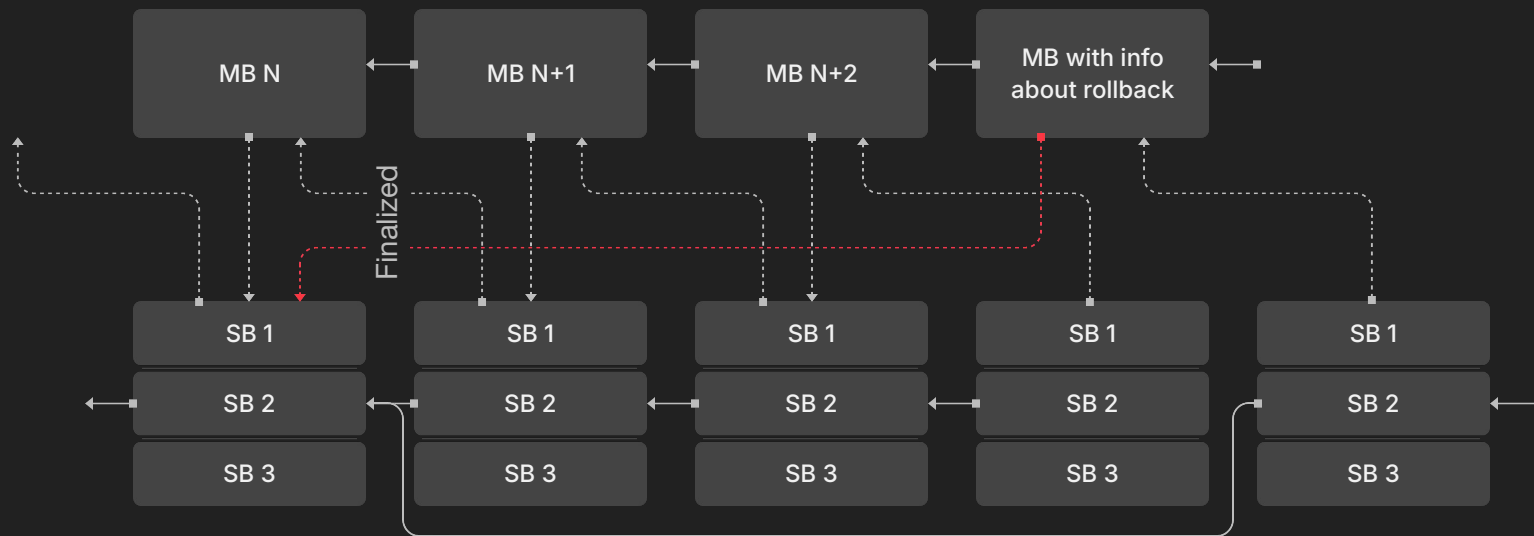 MB N
MB N+1
MB N+2
MB with info
about rollback
Finalized
SB 1
SB 1
SB 1
SB 1
SB 1
SB 2
SB 2
SB 2
SB 2
SB 2
SB 3
SB 3
SB 3
SB 3
SB 3